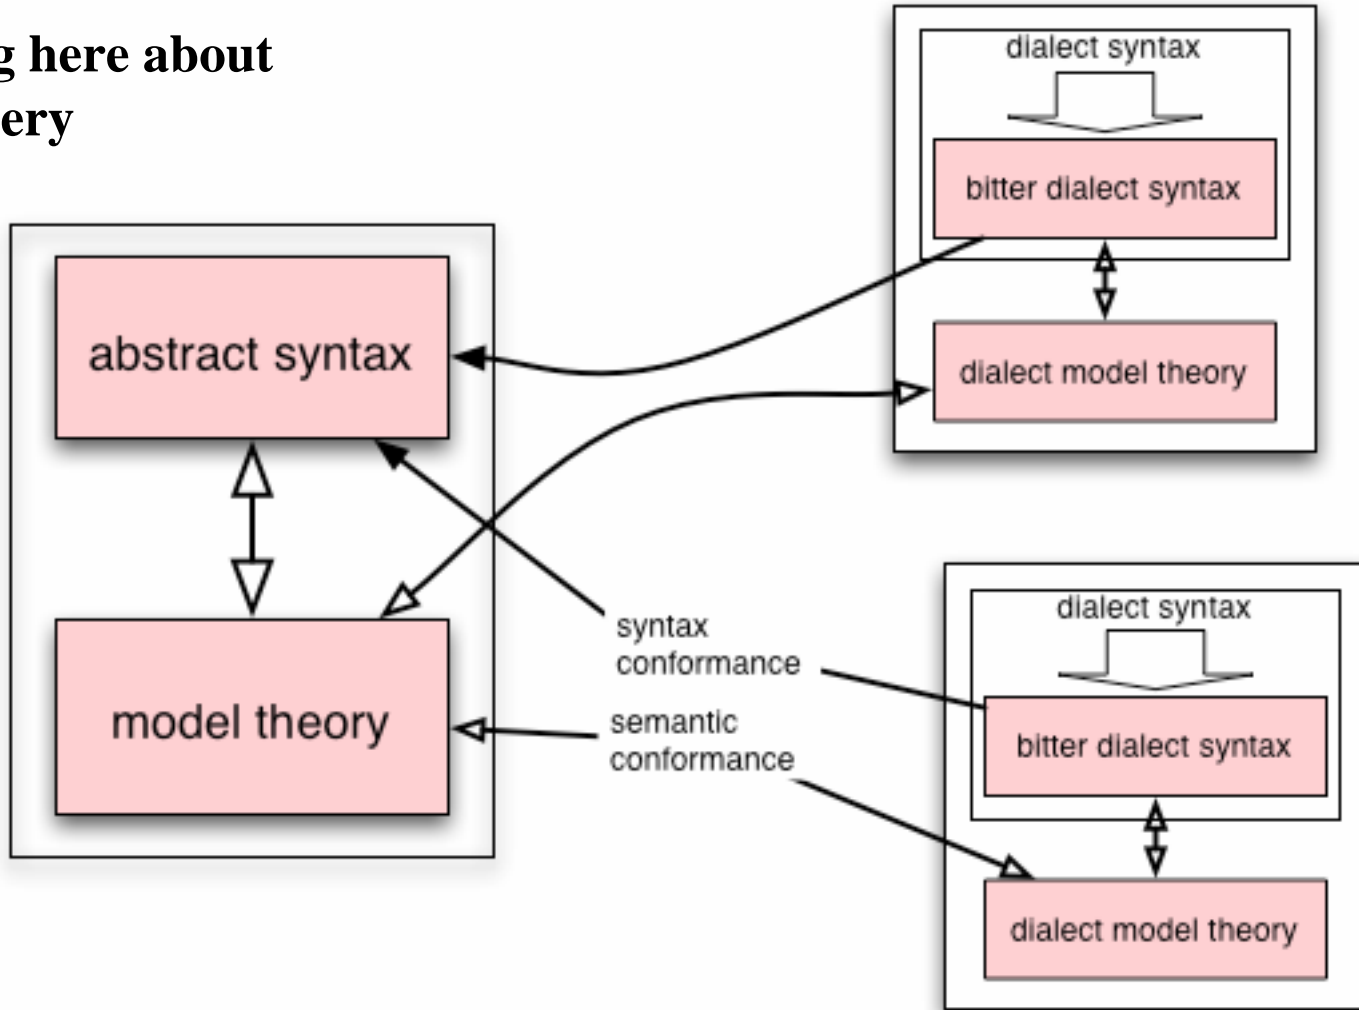 g here about
ery
dialect syntax
bitter dialect syntax
dialect model theory
abstract syntax
model theory
syntax
conformance
semantic
conformance
dialect syntax
bitter dialect syntax
dialect model theory